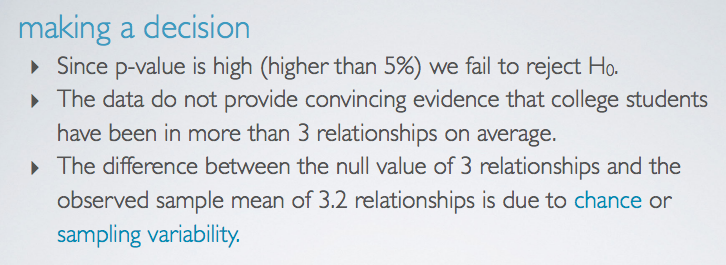 making a decision
▸ Since p-value is high (higher than 5%) we fail to reject H₀.
▸ The data do not provide convincing evidence that college students
have been in more than 3 relationships on average.
▸ The difference between the null value of 3 relationships and the
observed sample mean of 3.2 relationships is due to chance or
sampling variability.